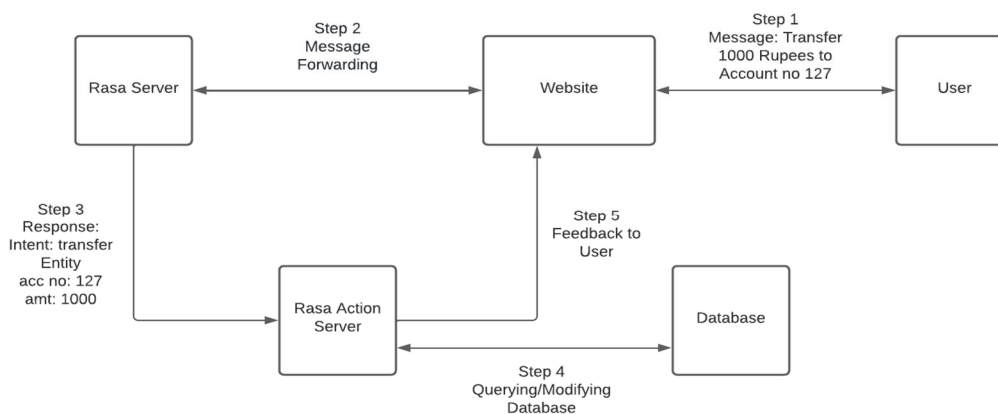 Step 1
Message: Transfer
1000 Rupees to
Account no 127
Step 2
Message
Forwarding
Rasa Server
Website
User
Step 3
Response:
Intent: transfer
Entity
acc no: 127
amt: 1000
Step 5
Feedback to
User
Rasa Action
Server
Database
Step 4
Querying/Modifying
Database